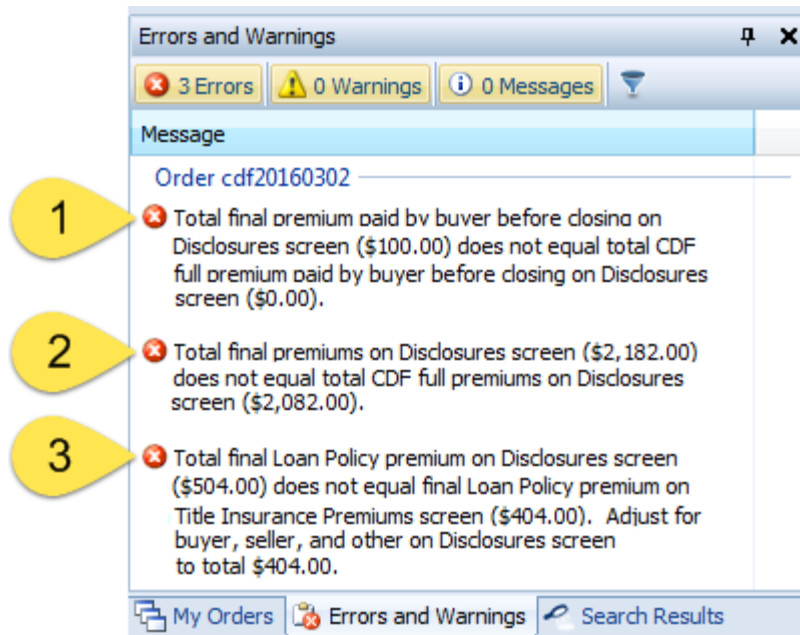 Errors and Warnings
3 Errors 0 Warnings 0 Messages
Message
Order cdf20160302
1
Total final premium paid by buyer before closing on
Disclosures screen ($100.00) does not equal total CDF
full premium paid by buyer before closing on Disclosures
screen ($0.00).
2
Total final premiums on Disclosures screen ($2,182.00)
does not equal total CDF full premiums on Disclosures
screen ($2,082.00).
3
Total final Loan Policy premium on Disclosures screen
($504.00) does not equal final Loan Policy premium on
Title Insurance Premiums screen ($404.00). Adjust for
buyer, seller, and other on Disclosures screen
to total $404.00.
My Orders Errors and Warnings Search Results